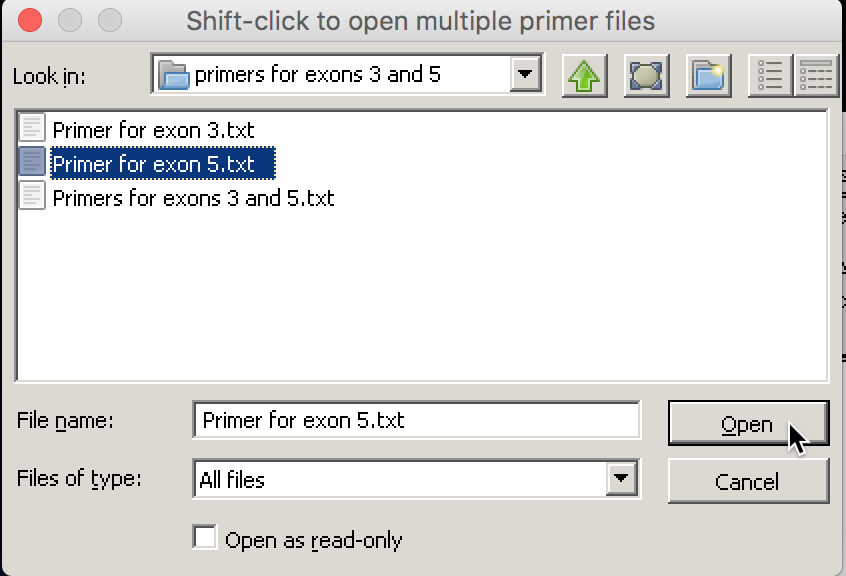 Shift-click to open multiple primer files
Look in: primers for exons 3 and 5
Primer for exon 3.txt
Primer for exon 5.txt
Primers for exons 3 and 5.txt
File name: Primer for exon 5.txt Open
Files of type: All files Cancel
Open as read-only